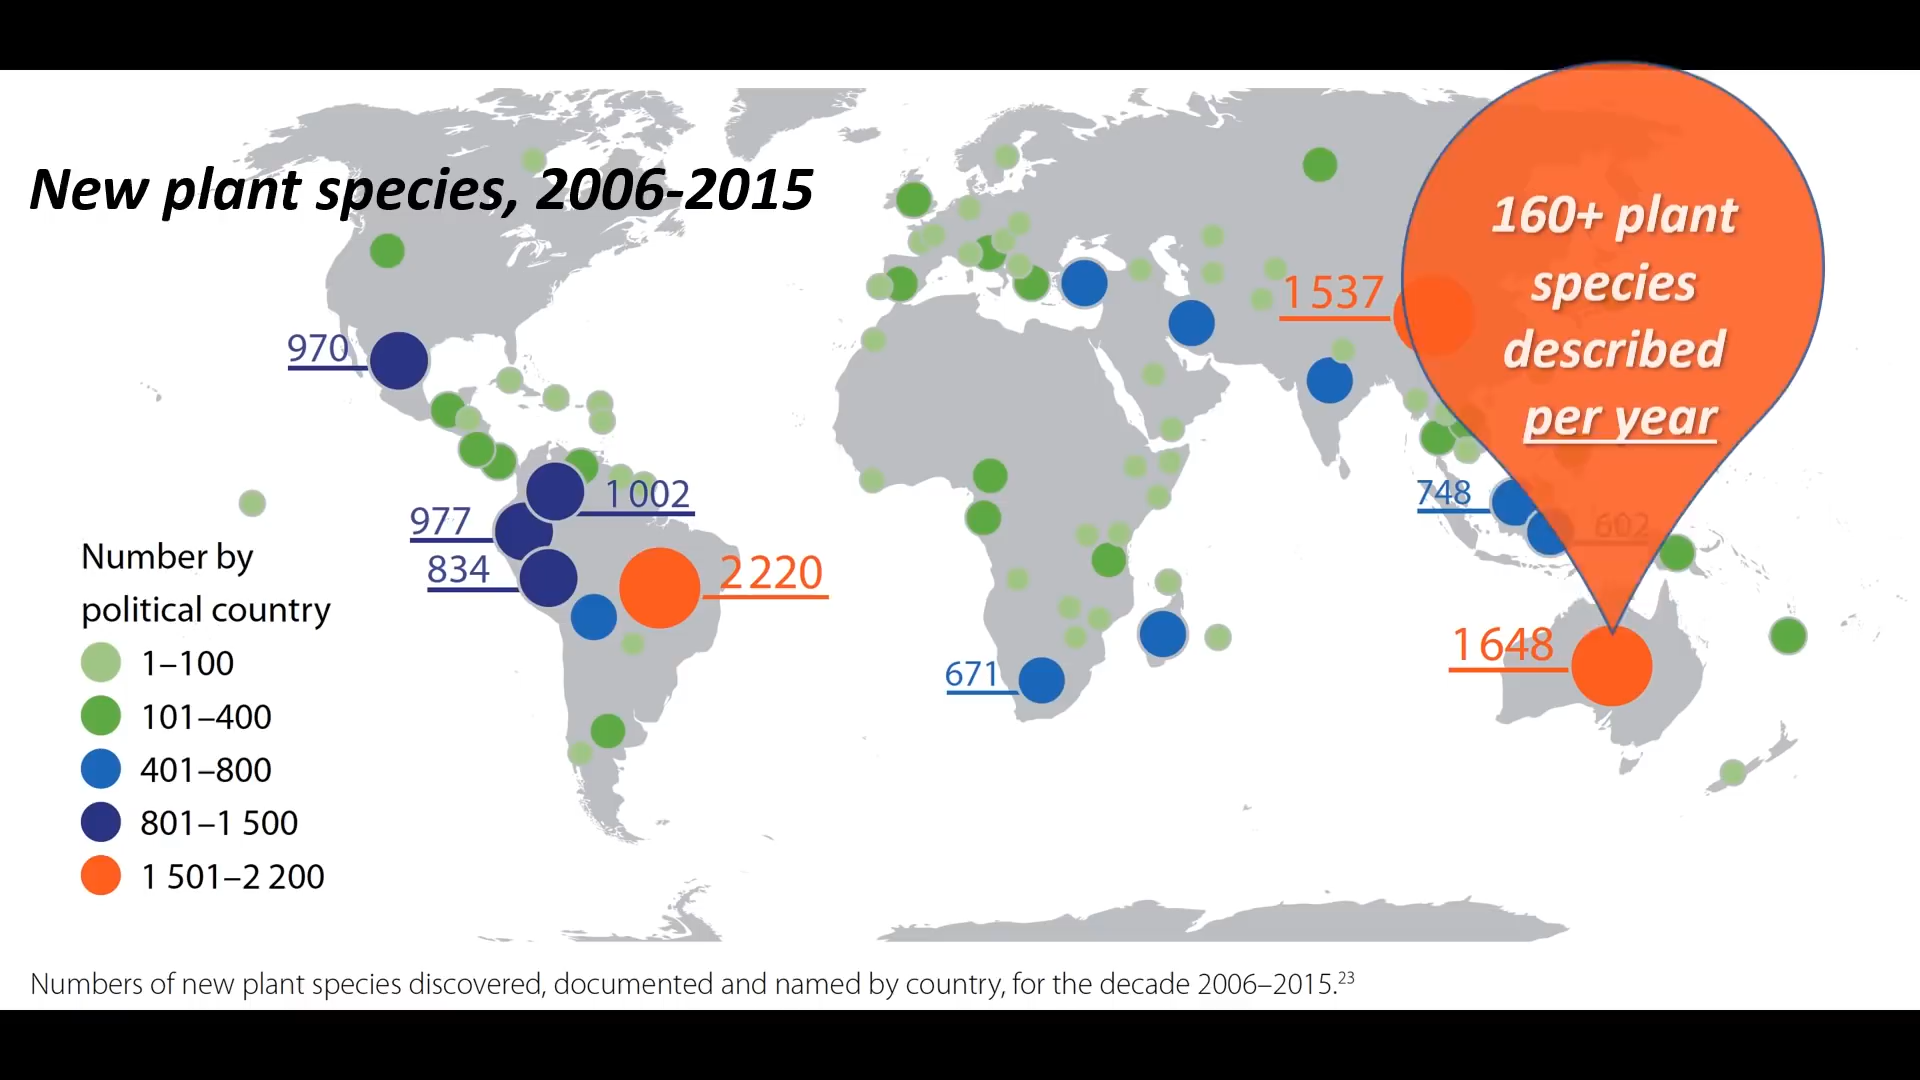 New plant species, 2006-2015
160+ plant
species
described
per year
1 537
970
1 002
977
834
2 220
748
602
671
1 648
Number by
political country
1–100
101–400
401–800
801–1 500
1 501–2 200
Numbers of new plant species discovered, documented and named by country, for the decade 2006–2015.23